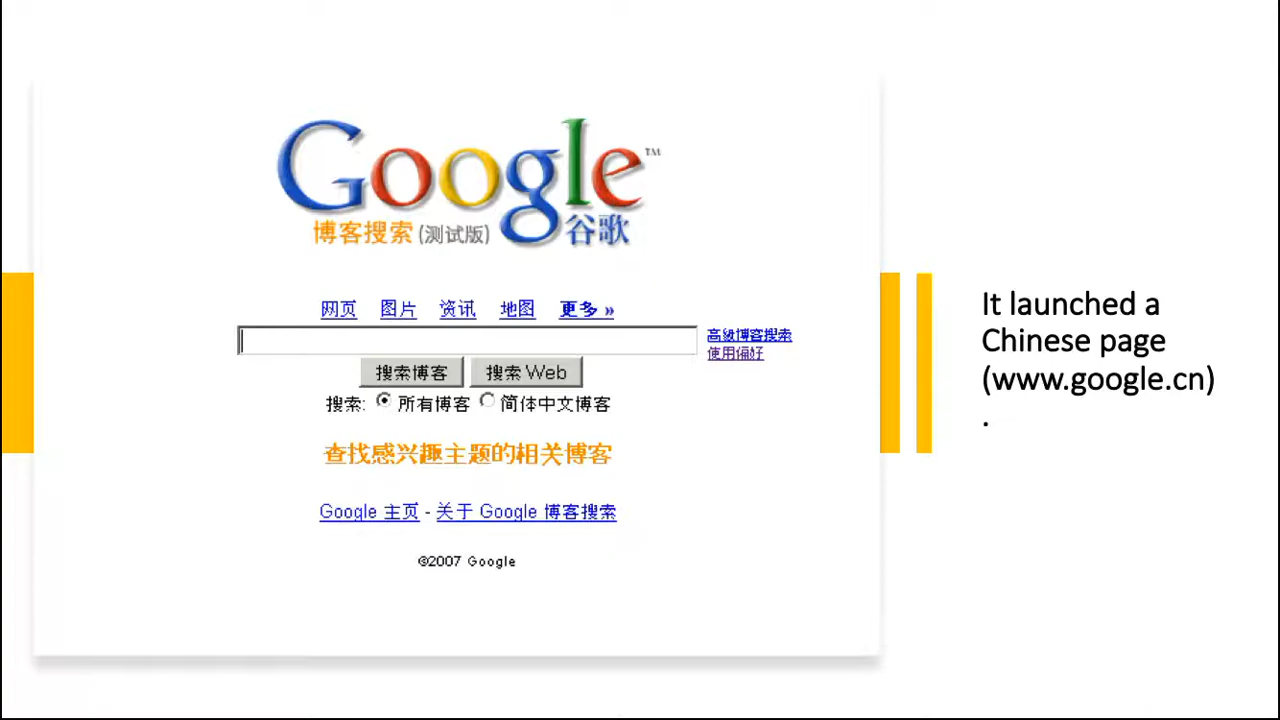 Google™
博客搜索 (测试版) 谷歌
网页 图片 资讯 地图 更多 »
高级博客搜索
使用偏好
搜索博客 搜索 Web
搜索: 所有博客 简体中文博客
查找感兴趣主题的相关博客
Google 主页 - 关于 Google 博客搜索
©2007 Google
It launched a
Chinese page
(www.google.cn)
.